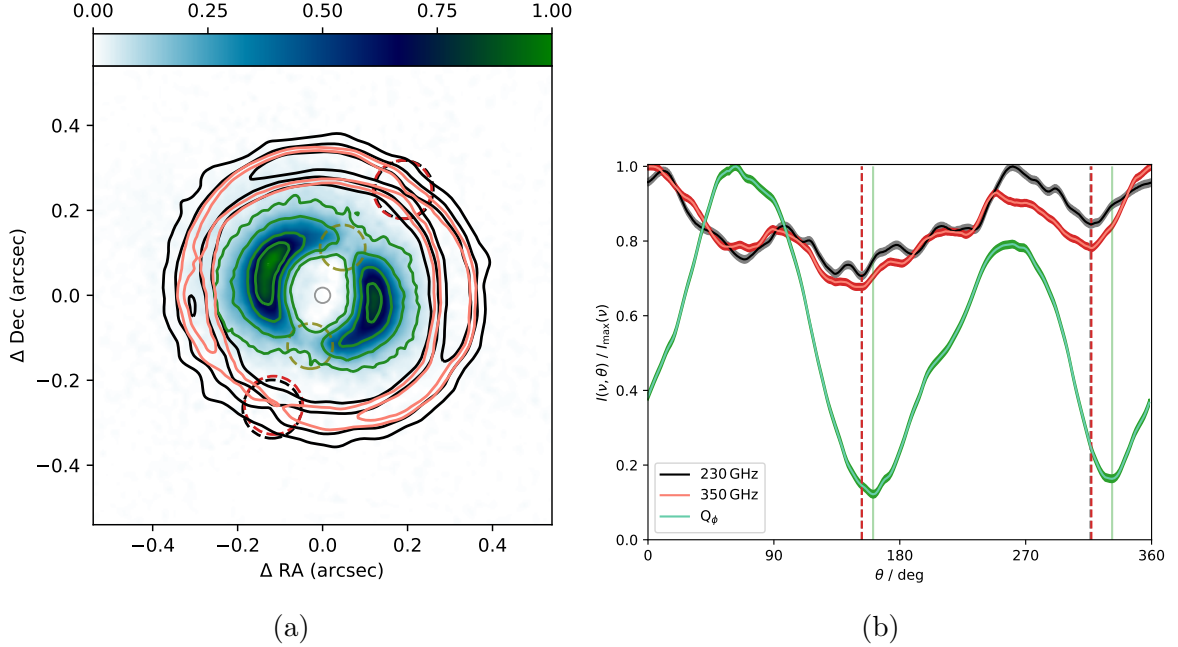 0.00 0.25 0.50 0.75 1.00
0.4
0.2
0.0
−0.2
−0.4
Δ Dec (arcsec)
−0.4 −0.2 0.0 0.2 0.4
Δ RA (arcsec)
(a)
1.0
0.8
0.6
0.4
0.2
0.0
I(ν, θ) / I_max(ν)
230 GHz
350 GHz
Q_ϕ
0 90 180 270 360
θ / deg
(b)